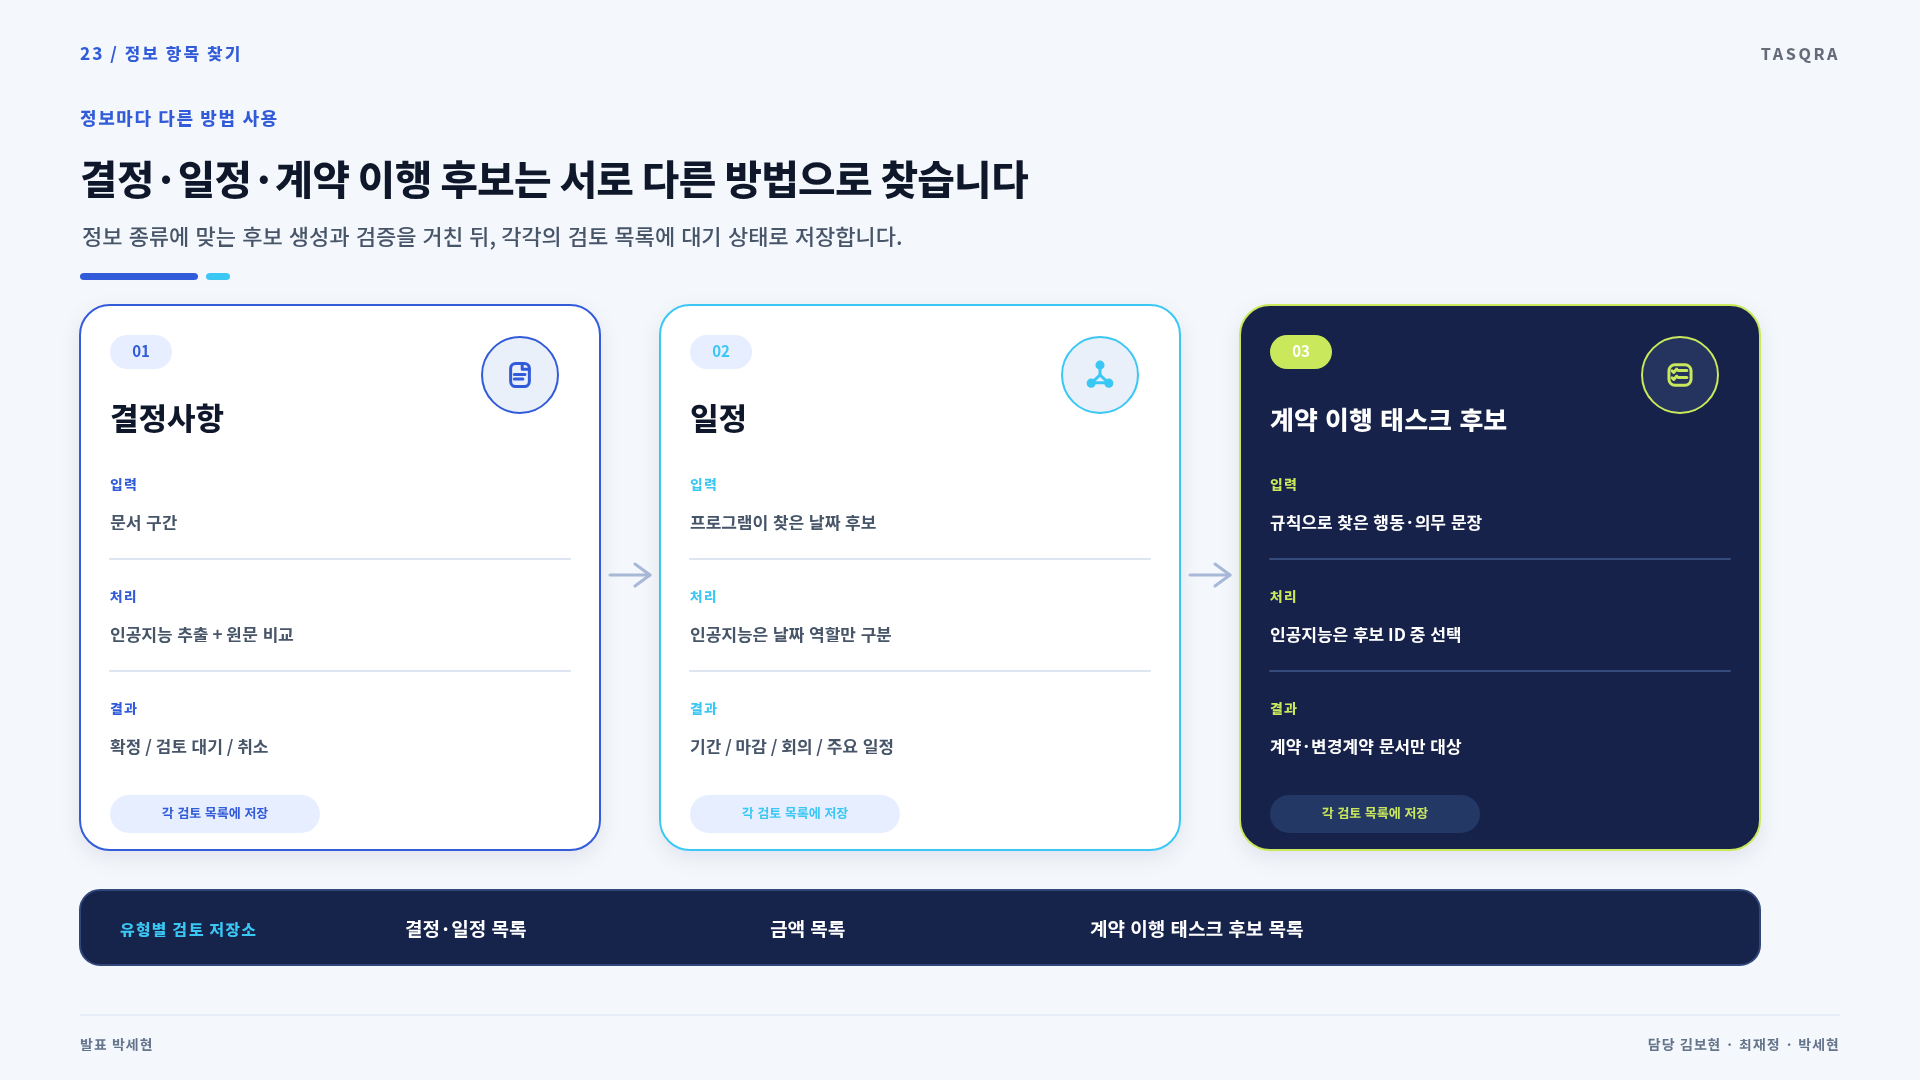 23 / 정보 항목 찾기
TASQRA
정보마다 다른 방법 사용
결정·일정·계약 이행 후보는 서로 다른 방법으로 찾습니다
정보 종류에 맞는 후보 생성과 검증을 거친 뒤, 각각의 검토 목록에 대기 상태로 저장합니다.
01
결정사항
입력
문서 구간
처리
인공지능 추출 + 원문 비교
결과
확정 / 검토 대기 / 취소
각 검토 목록에 저장
02
일정
입력
프로그램이 찾은 날짜 후보
처리
인공지능은 날짜 역할만 구분
결과
기간 / 마감 / 회의 / 주요 일정
각 검토 목록에 저장
03
계약 이행 태스크 후보
입력
규칙으로 찾은 행동·의무 문장
처리
인공지능은 후보 ID 중 선택
결과
계약·변경계약 문서만 대상
각 검토 목록에 저장
유형별 검토 저장소
결정·일정 목록
금액 목록
계약 이행 태스크 후보 목록
발표 박세현
담당 김보현 · 최재정 · 박세현